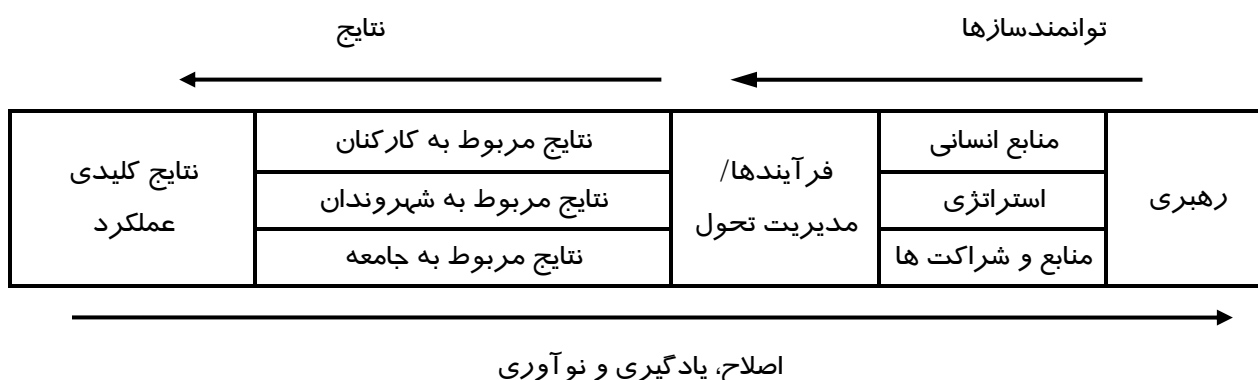 توانمندسازها
نتایج
رهبری
منابع انسانی
استراتژی
منابع و شراکت ها
فرآیندها/
مدیریت تحول
نتایج مربوط به کارکنان
نتایج مربوط به شهروندان
نتایج مربوط به جامعه
نتایج کلیدی
عملکرد
اصلاح، یادگیری و نوآوری